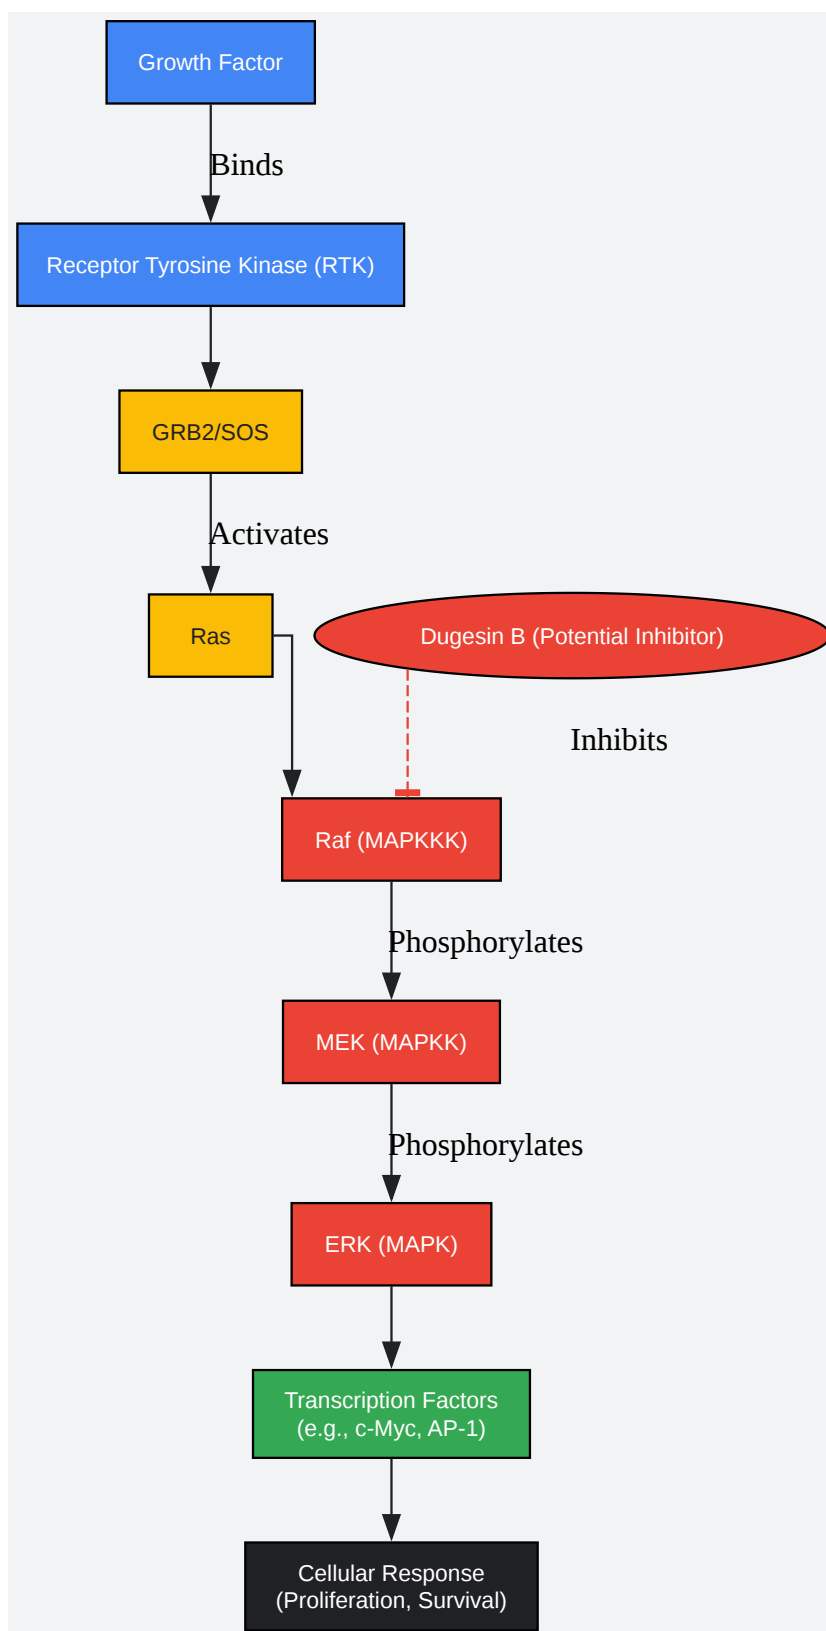 Growth Factor
Binds
Receptor Tyrosine Kinase (RTK)
GRB2/SOS
Activates
Ras
Dugesin B (Potential Inhibitor)
Inhibits
Raf (MAPKKK)
Phosphorylates
MEK (MAPKK)
Phosphorylates
ERK (MAPK)
Transcription Factors
(e.g., c-Myc, AP-1)
Cellular Response
(Proliferation, Survival)